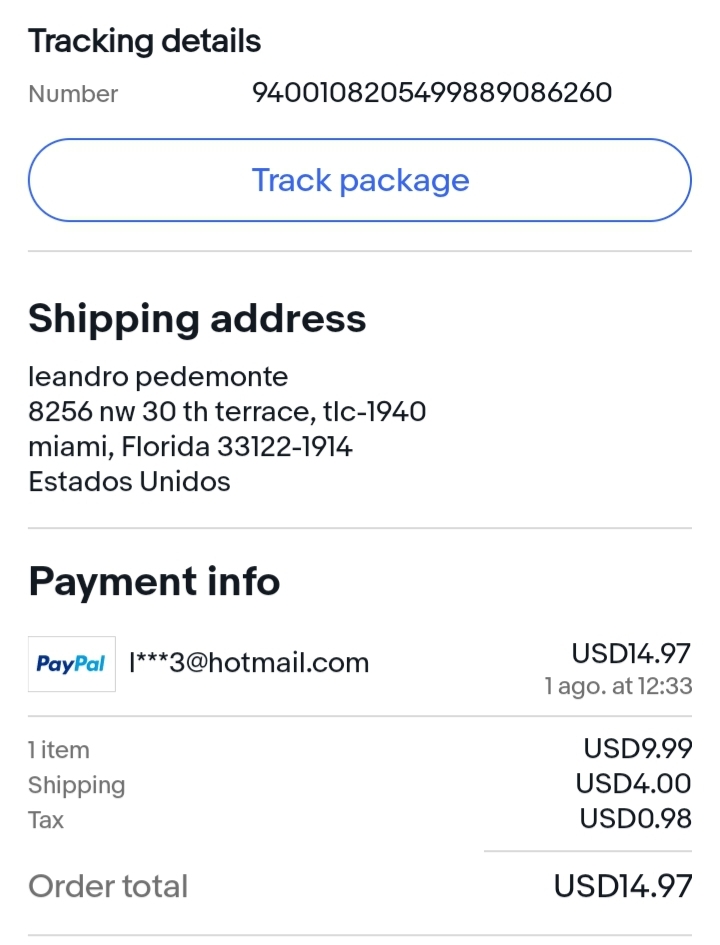 Tracking details
Number 9400108205499889086260
Track package
Shipping address
leandro pedemonte
8256 nw 30 th terrace, tlc-1940
miami, Florida 33122-1914
Estados Unidos
Payment info
PayPal l***3@hotmail.com USD14.97
1 ago. at 12:33
1 item USD9.99
Shipping USD4.00
Tax USD0.98
Order total USD14.97